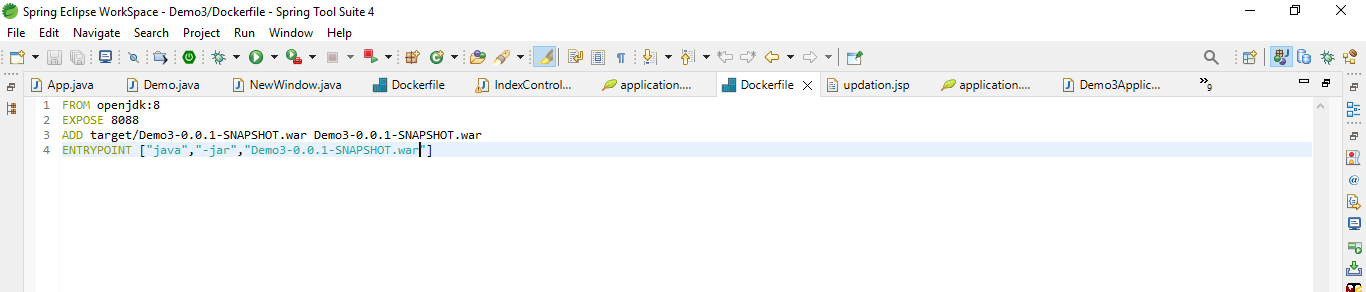 Spring Eclipse WorkSpace - Demo3/Dockerfile - Spring Tool Suite 4
File Edit Navigate Search Project Run Window Help
App.java Demo.java NewWindow.java Dockerfile IndexControl... application.... Dockerfile updation.jsp application.... Demo3Applic... 9
1 FROM openjdk:8
2 EXPOSE 8088
3 ADD target/Demo3-0.0.1-SNAPSHOT.war Demo3-0.0.1-SNAPSHOT.war
4 ENTRYPOINT ["java","-jar","Demo3-0.0.1-SNAPSHOT.war"]